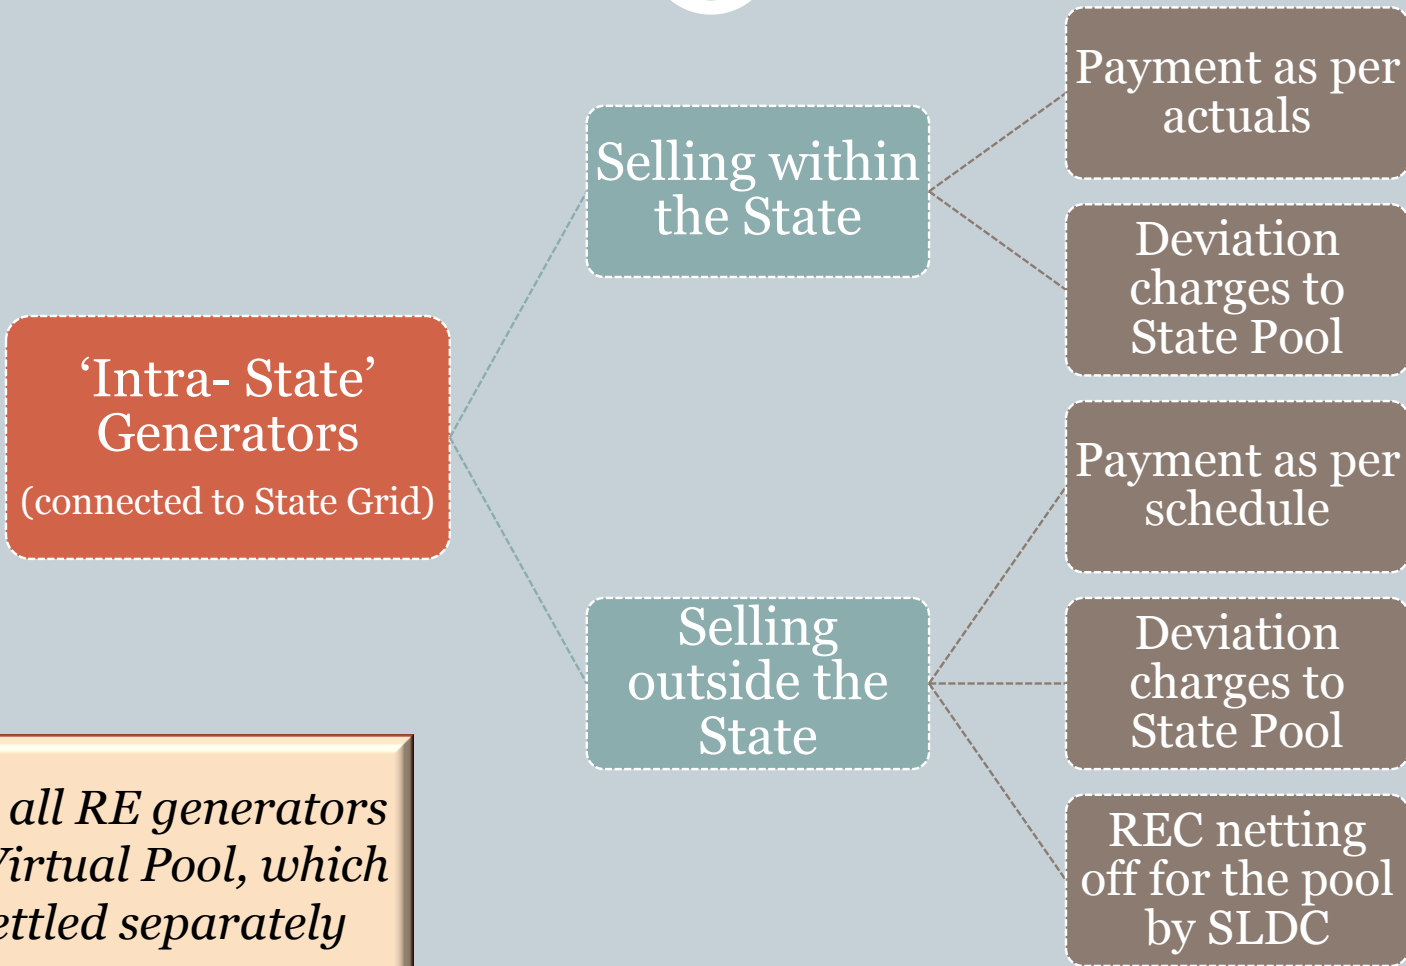 ‘Intra- State’
Generators
(connected to State Grid)
Selling within
the State
Payment as per
actuals
Deviation
charges to
State Pool
Selling
outside the
State
Payment as per
schedule
Deviation
charges to
State Pool
REC netting
off for the pool
by SLDC
all RE generators
Virtual Pool, which
separately